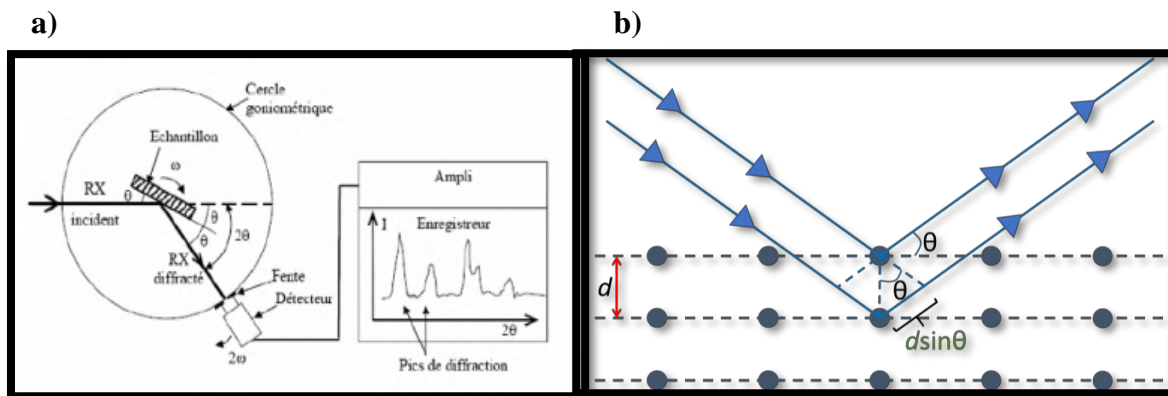 a)
b)
Cercle
goniométrique
Echantillon
ω
RX
θ
incident
θ
θ
2θ
RX
diffracté
Fente
Détecteur
2ω
Ampli
I
Enregistreur
2θ
Pics de diffraction
θ
d
θ
dsinθ